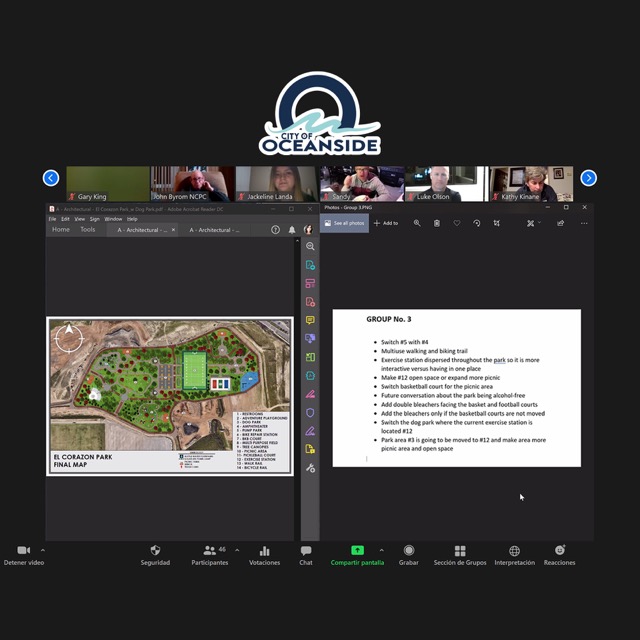 CITY OF
OCEANSIDE
Gary King
John Byrom NCPC
Jackeline Landa
Sandy
Luke Olson
Kathy Kinane
A - Architectural - El Corazon Park_w Dog Park.pdf - Adobe Acrobat Reader DC
File Edit View Sign Window Help
Home Tools A - Architectural - ... × A - Architectural - ...
EL CORAZON PARK
FINAL MAP
1 - RESTROOMS
2 - ADVENTURE PLAYGROUND
3 - DOG PARK
4 - AMPHITHEATER
5 - PUMP PARK
6 - BIKE REPAIR STATION
8 - MULTI PURPOSE FIELD
9 - TREE CANOPIES
10 - PICNIC AREA
11 - PICKLEBALL COURT
12 - EXERCISE STATION
13 - WALK RAIL
14 - BICYCLE RAIL
Photos - Group 3.PNG
See all photos + Add to
GROUP No. 3
• Switch #5 with #4
• Multiuse walking and biking trail
• Exercise station dispersed throughout the park so it is more
interactive versus having in one place
• Make #12 open space or expand more picnic
• Switch basketball court for the picnic area
• Future conversation about the park being alcohol-free
• Add double bleachers facing the basket and football courts
• Add the bleachers only if the basketball courts are not moved
• Switch the dog park where the current exercise station is
located #12
• Park area #3 is going to be moved to #12 and make area more
picnic area and open space
46
Detener video
Seguridad
Participantes
Votaciones
Chat
Compartir pantalla
Grabar
Sección de Grupos
Interpretación
Reacciones